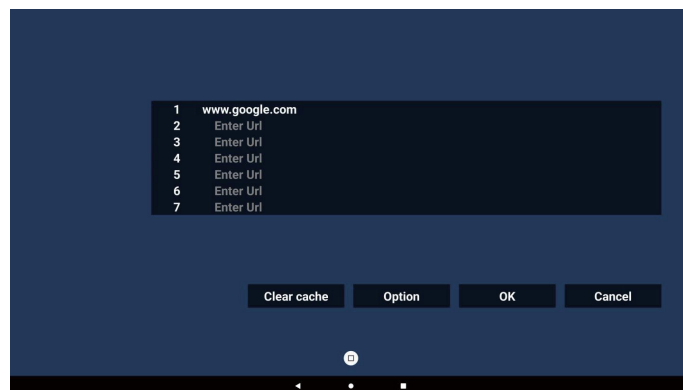 1 www.google.com
2 Enter Url
3 Enter Url
4 Enter Url
5 Enter Url
6 Enter Url
7 Enter Url
Clear cache Option OK Cancel